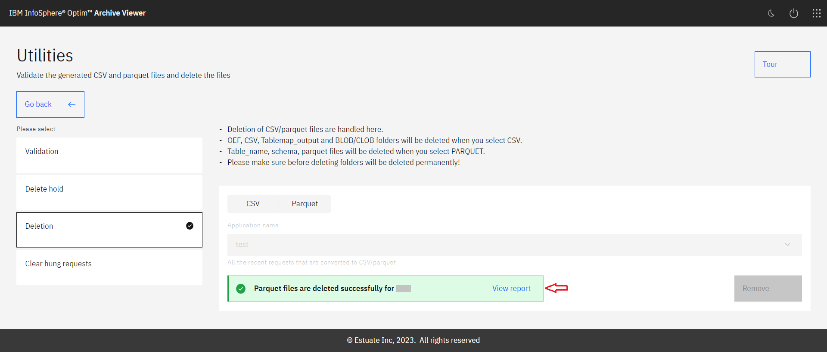 IBM InfoSphere® Optim™ Archive Viewer
Utilities
Validate the generated CSV and parquet files and delete the files
Tour
Go back
Please select
Validation
Delete hold
Deletion
Clear hung requests
- Deletion of CSV/parquet files are handled here.
- OEF, CSV, Tablemap_output and BLOB/CLOB folders will be deleted when you select CSV.
- Table_name, schema, parquet files will be deleted when you select PARQUET.
- Please make sure before deleting folders will be deleted permanently!
CSV Parquet
Application name
All the recent requests that are converted to CSV/parquet
Parquet files are deleted successfully for
View report
Remove
© Estuate Inc, 2023. All rights reserved